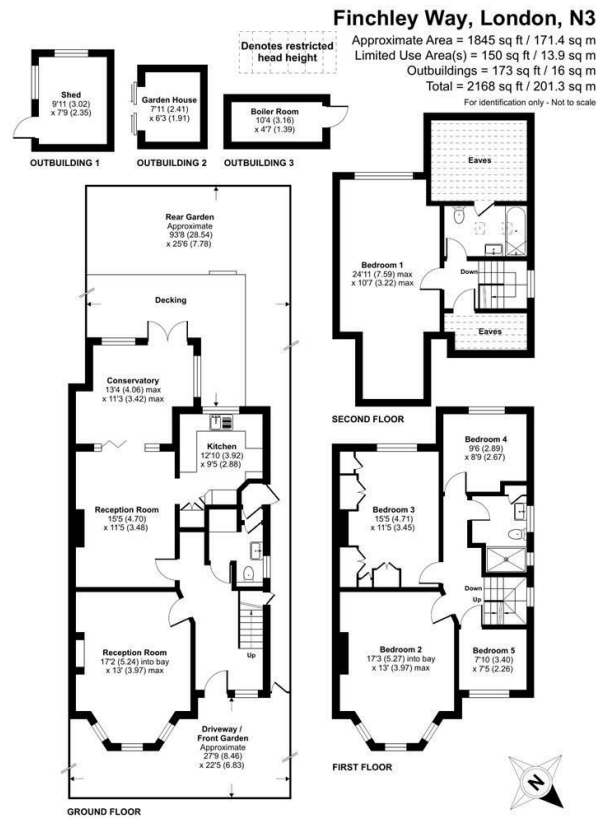 Finchley Way, London, N3
Approximate Area = 1845 sq ft / 171.4 sq m
Limited Use Area(s) = 150 sq ft / 13.9 sq m
Outbuildings = 173 sq ft / 16 sq m
Total = 2168 sq ft / 201.3 sq m
For identification only - Not to scale
Denotes restricted
head height
Shed
9'11 (3.02)
x 7'9 (2.35)
OUTBUILDING 1
Garden House
7'11 (2.41)
x 6'3 (1.91)
OUTBUILDING 2
Boiler Room
10'4 (3.16)
x 4'7 (1.39)
OUTBUILDING 3
Rear Garden
Approximate
93'8 (28.54)
x 25'6 (7.78)
Decking
Conservatory
13'4 (4.06) max
x 11'3 (3.42) max
Kitchen
12'10 (3.92)
x 9'5 (2.88)
Reception Room
15'5 (4.70)
x 11'5 (3.48)
Reception Room
17'2 (5.24) into bay
x 13' (3.97) max
Up
Driveway /
Front Garden
Approximate
27'9 (8.46)
x 22'5 (6.83)
GROUND FLOOR
Eaves
Bedroom 1
24'11 (7.59) max
x 10'7 (3.22) max
Down
Eaves
SECOND FLOOR
Bedroom 4
9'6 (2.89)
x 8'9 (2.67)
Bedroom 3
15'5 (4.71)
x 11'5 (3.45)
Down
Up
Bedroom 2
17'3 (5.27) into bay
x 13' (3.97) max
Bedroom 5
7'10 (3.40)
x 7'5 (2.26)
FIRST FLOOR
N